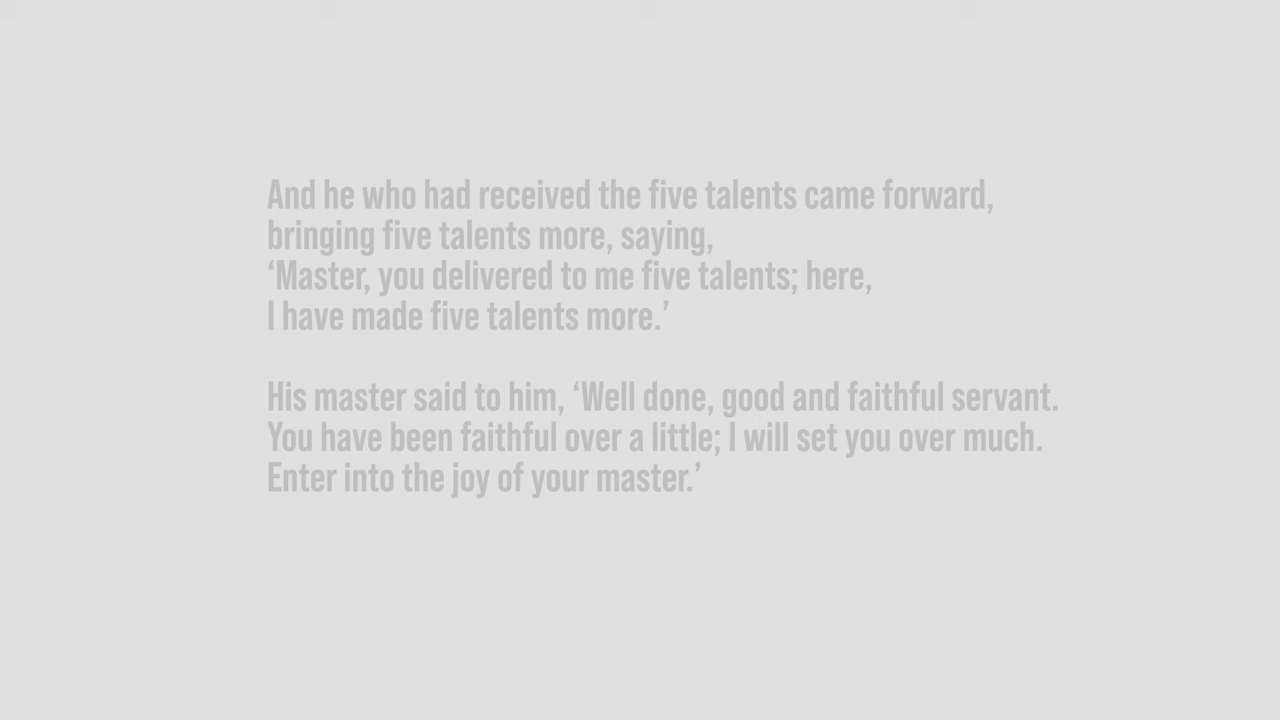 And he who had received the five talents came forward,
bringing five talents more, saying,
‘Master, you delivered to me five talents; here,
I have made five talents more.’
His master said to him, ‘Well done, good and faithful servant.
You have been faithful over a little; I will set you over much.
Enter into the joy of your master.’